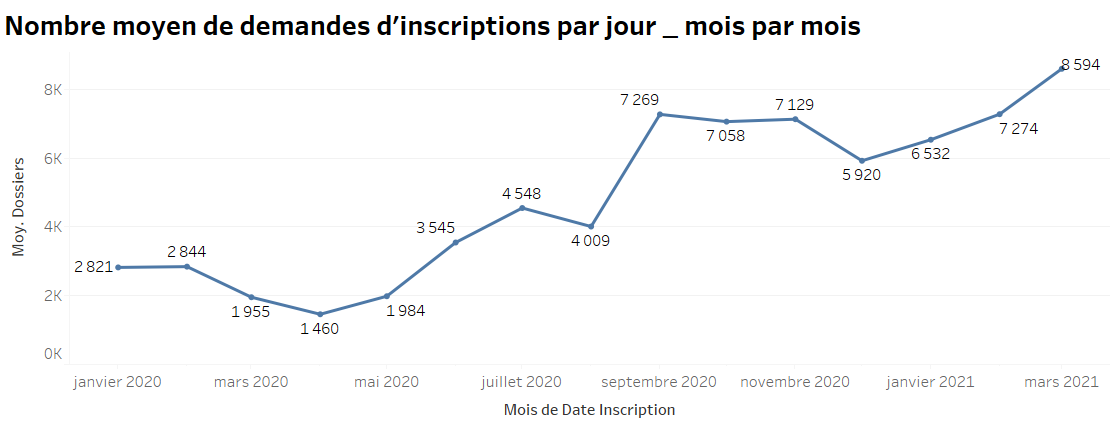 Nombre moyen de demandes d’inscriptions par jour _ mois par mois
8 594
8K
7 269
7 129
7 058
7 274
6 532
6K
5 920
Moy. Dossiers
4 548
4K
3 545
4 009
2 844
2 821
2K
1 955
1 984
1 460
0K
janvier 2020 mars 2020 mai 2020 juillet 2020 septembre 2020 novembre 2020 janvier 2021 mars 2021
Mois de Date Inscription